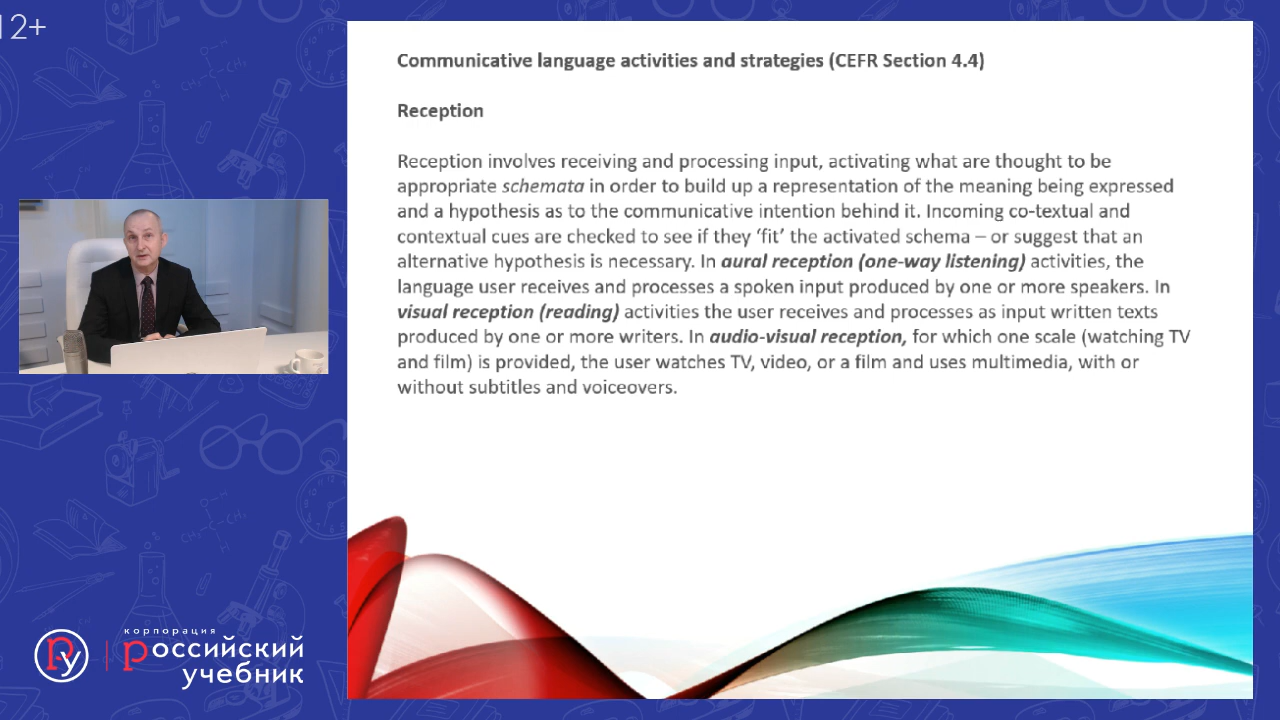 12+
Communicative language activities and strategies (CEFR Section 4.4)
Reception
Reception involves receiving and processing input, activating what are thought to be
appropriate schemata in order to build up a representation of the meaning being expressed
and a hypothesis as to the communicative intention behind it. Incoming co-textual and
contextual cues are checked to see if they ‘fit’ the activated schema – or suggest that an
alternative hypothesis is necessary. In aural reception (one-way listening) activities, the
language user receives and processes a spoken input produced by one or more speakers. In
visual reception (reading) activities the user receives and processes as input written texts
produced by one or more writers. In audio-visual reception, for which one scale (watching TV
and film) is provided, the user watches TV, video, or a film and uses multimedia, with or
without subtitles and voiceovers.
Ру
корпорация
российский
учебник